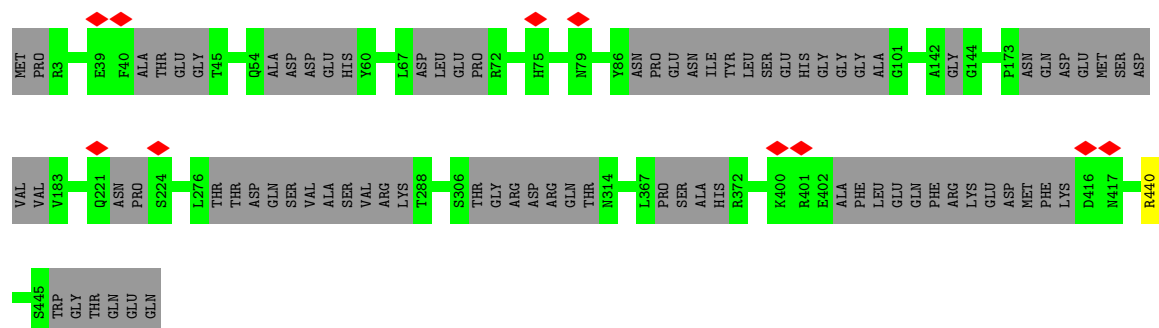 MET PRO R3 E39 F40 ALA THR GLU GLY T45 Q54 ALA ASP ASP GLU HIS Y60 L67 ASP LEU GLU PRO R72 H75 N79 Y86 ASN PRO GLU ASN ILE TYR LEU SER GLU HIS GLY GLY GLY ALA G101 A142 GLY G144 P173 ASN GLN ASP GLU MET SER ASP
VAL VAL V183 Q221 ASN PRO S224 L276 THR THR ASP GLN SER VAL ALA SER VAL ARG LYS T288 S306 THR GLY ARG ASP ARG GLN THR N314 L367 PRO SER ALA HIS R372 K400 R401 E402 ALA PHE LEU GLU GLN PHE ARG LYS GLU ASP MET PHE LYS D416 N417 R440
S445 TRP GLY THR GLN GLU GLN